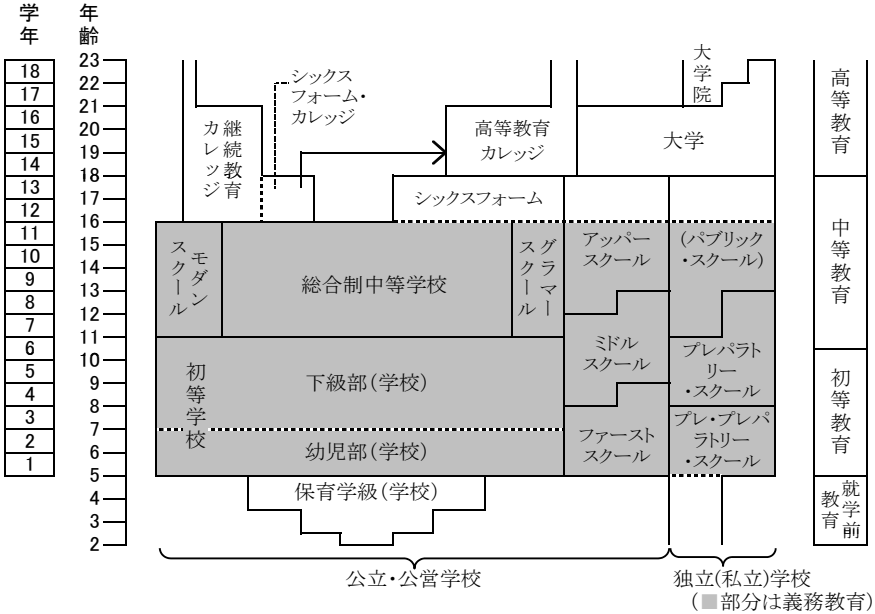 学年
年齢
18
17
16
15
14
13
12
11
10
9
8
7
6
5
4
3
2
1
23
22
21
20
19
18
17
16
15
14
13
12
11
10
9
8
7
6
5
4
3
2
継続教育
カレッジ
シックス
フォーム・
カレッジ
高等教育
カレッジ
大学院
大学
シックスフォーム
モダン
スクール
総合制中等学校
グラマー
スクール
アッパー
スクール
(パブリック
・スクール)
ミドル
スクール
プレパラト
リー
・スクール
初等学校
下級部(学校)
幼児部(学校)
ファースト
スクール
プレ・プレパ
ラトリー
・スクール
保育学級(学校)
高等教育
中等教育
初等教育
就学前
教育
公立・公営学校
独立(私立)学校
(■部分は義務教育)